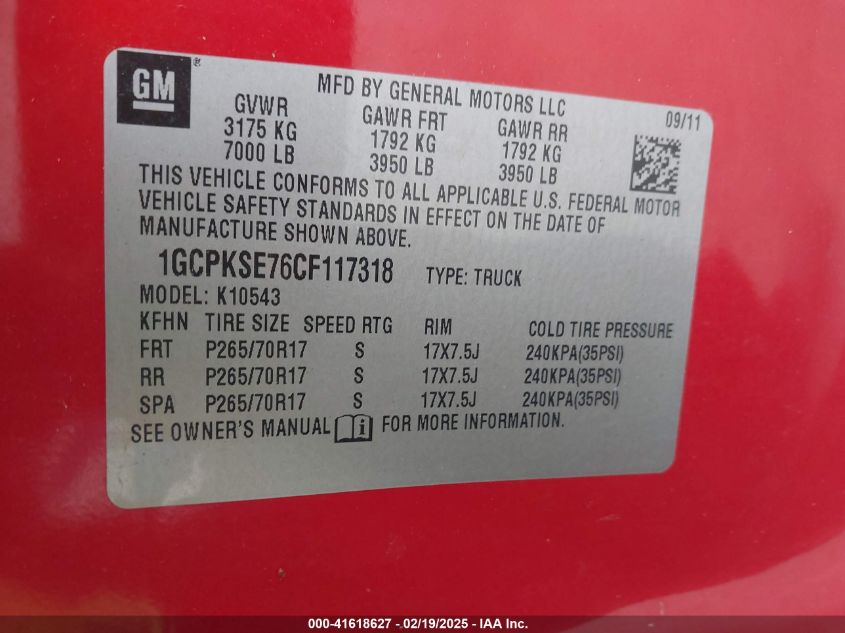 GM®
MFD BY GENERAL MOTORS LLC
09/11
GVWR GAWR FRT GAWR RR
3175 KG 1792 KG 1792 KG
7000 LB 3950 LB 3950 LB
THIS VEHICLE CONFORMS TO ALL APPLICABLE U.S. FEDERAL MOTOR
VEHICLE SAFETY STANDARDS IN EFFECT ON THE DATE OF
MANUFACTURE SHOWN ABOVE.
1GCPKSE76CF117318 TYPE: TRUCK
MODEL: K10543
KFHN TIRE SIZE SPEED RTG RIM COLD TIRE PRESSURE
FRT P265/70R17 S 17X7.5J 240KPA(35PSI)
RR P265/70R17 S 17X7.5J 240KPA(35PSI)
SPA P265/70R17 S 17X7.5J 240KPA(35PSI)
SEE OWNER'S MANUAL i FOR MORE INFORMATION.
000-41618627 - 02/19/2025 - IAA Inc.